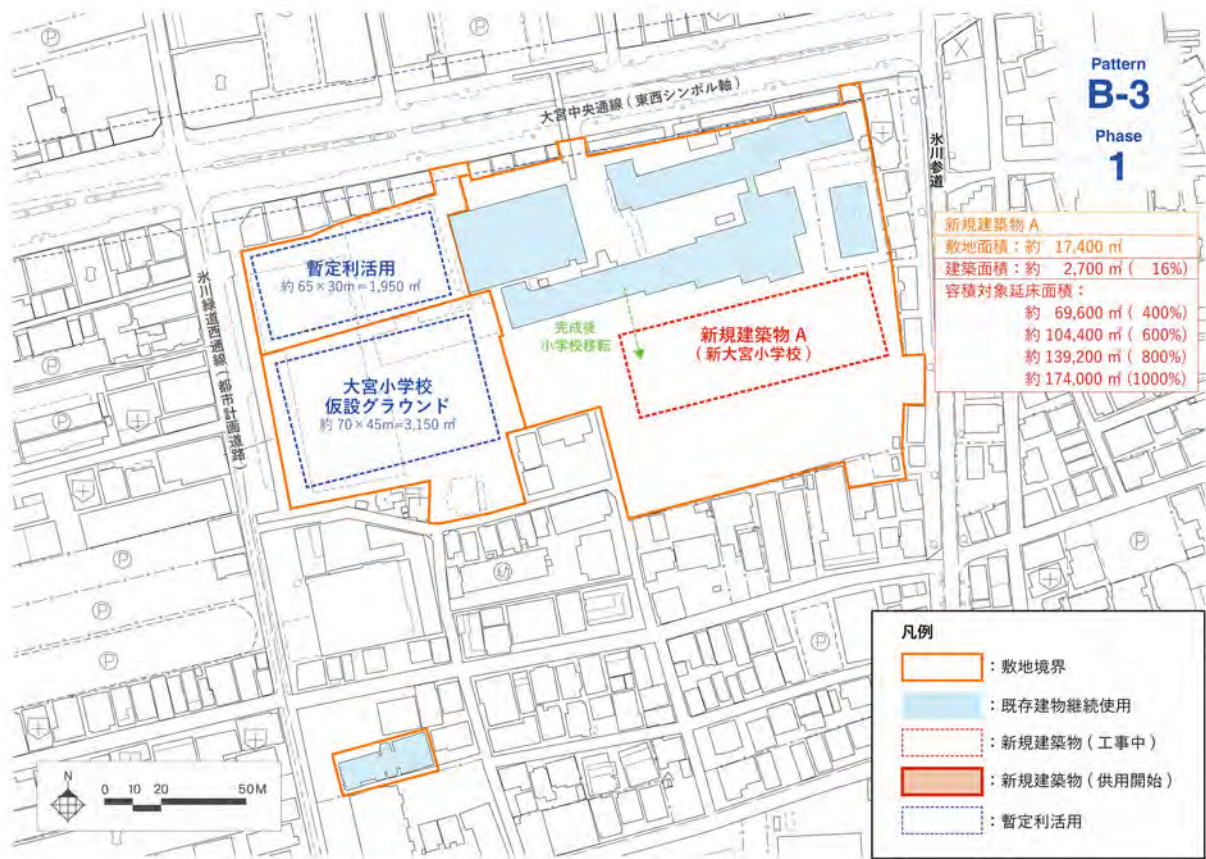 Pattern
B-3
Phase
1
大宮中央通線 ( 東西シンボル軸 )
氷川参道
氷川緑道西通線 ( 都市計画道路 )
暫定利活用
約 65×30m=1,950 ㎡
大宮小学校
仮設グラウンド
約 70×45m=3,150 ㎡
完成後
小学校移転
新規建築物 A
( 新大宮小学校 )
新規建築物 A
敷地面積:約 17,400 ㎡
建築面積:約 2,700 ㎡ ( 16%)
容積対象延床面積:
約 69,600 ㎡ ( 400%)
約 104,400 ㎡ ( 600%)
約 139,200 ㎡ ( 800%)
約 174,000 ㎡ (1000%)
P
P
P
P
P
P
P
P
P
幼
凡例
:敷地境界
:既存建物継続使用
:新規建築物 ( 工事中 )
:新規建築物 ( 供用開始 )
:暫定利活用
N
0 10 20 50M